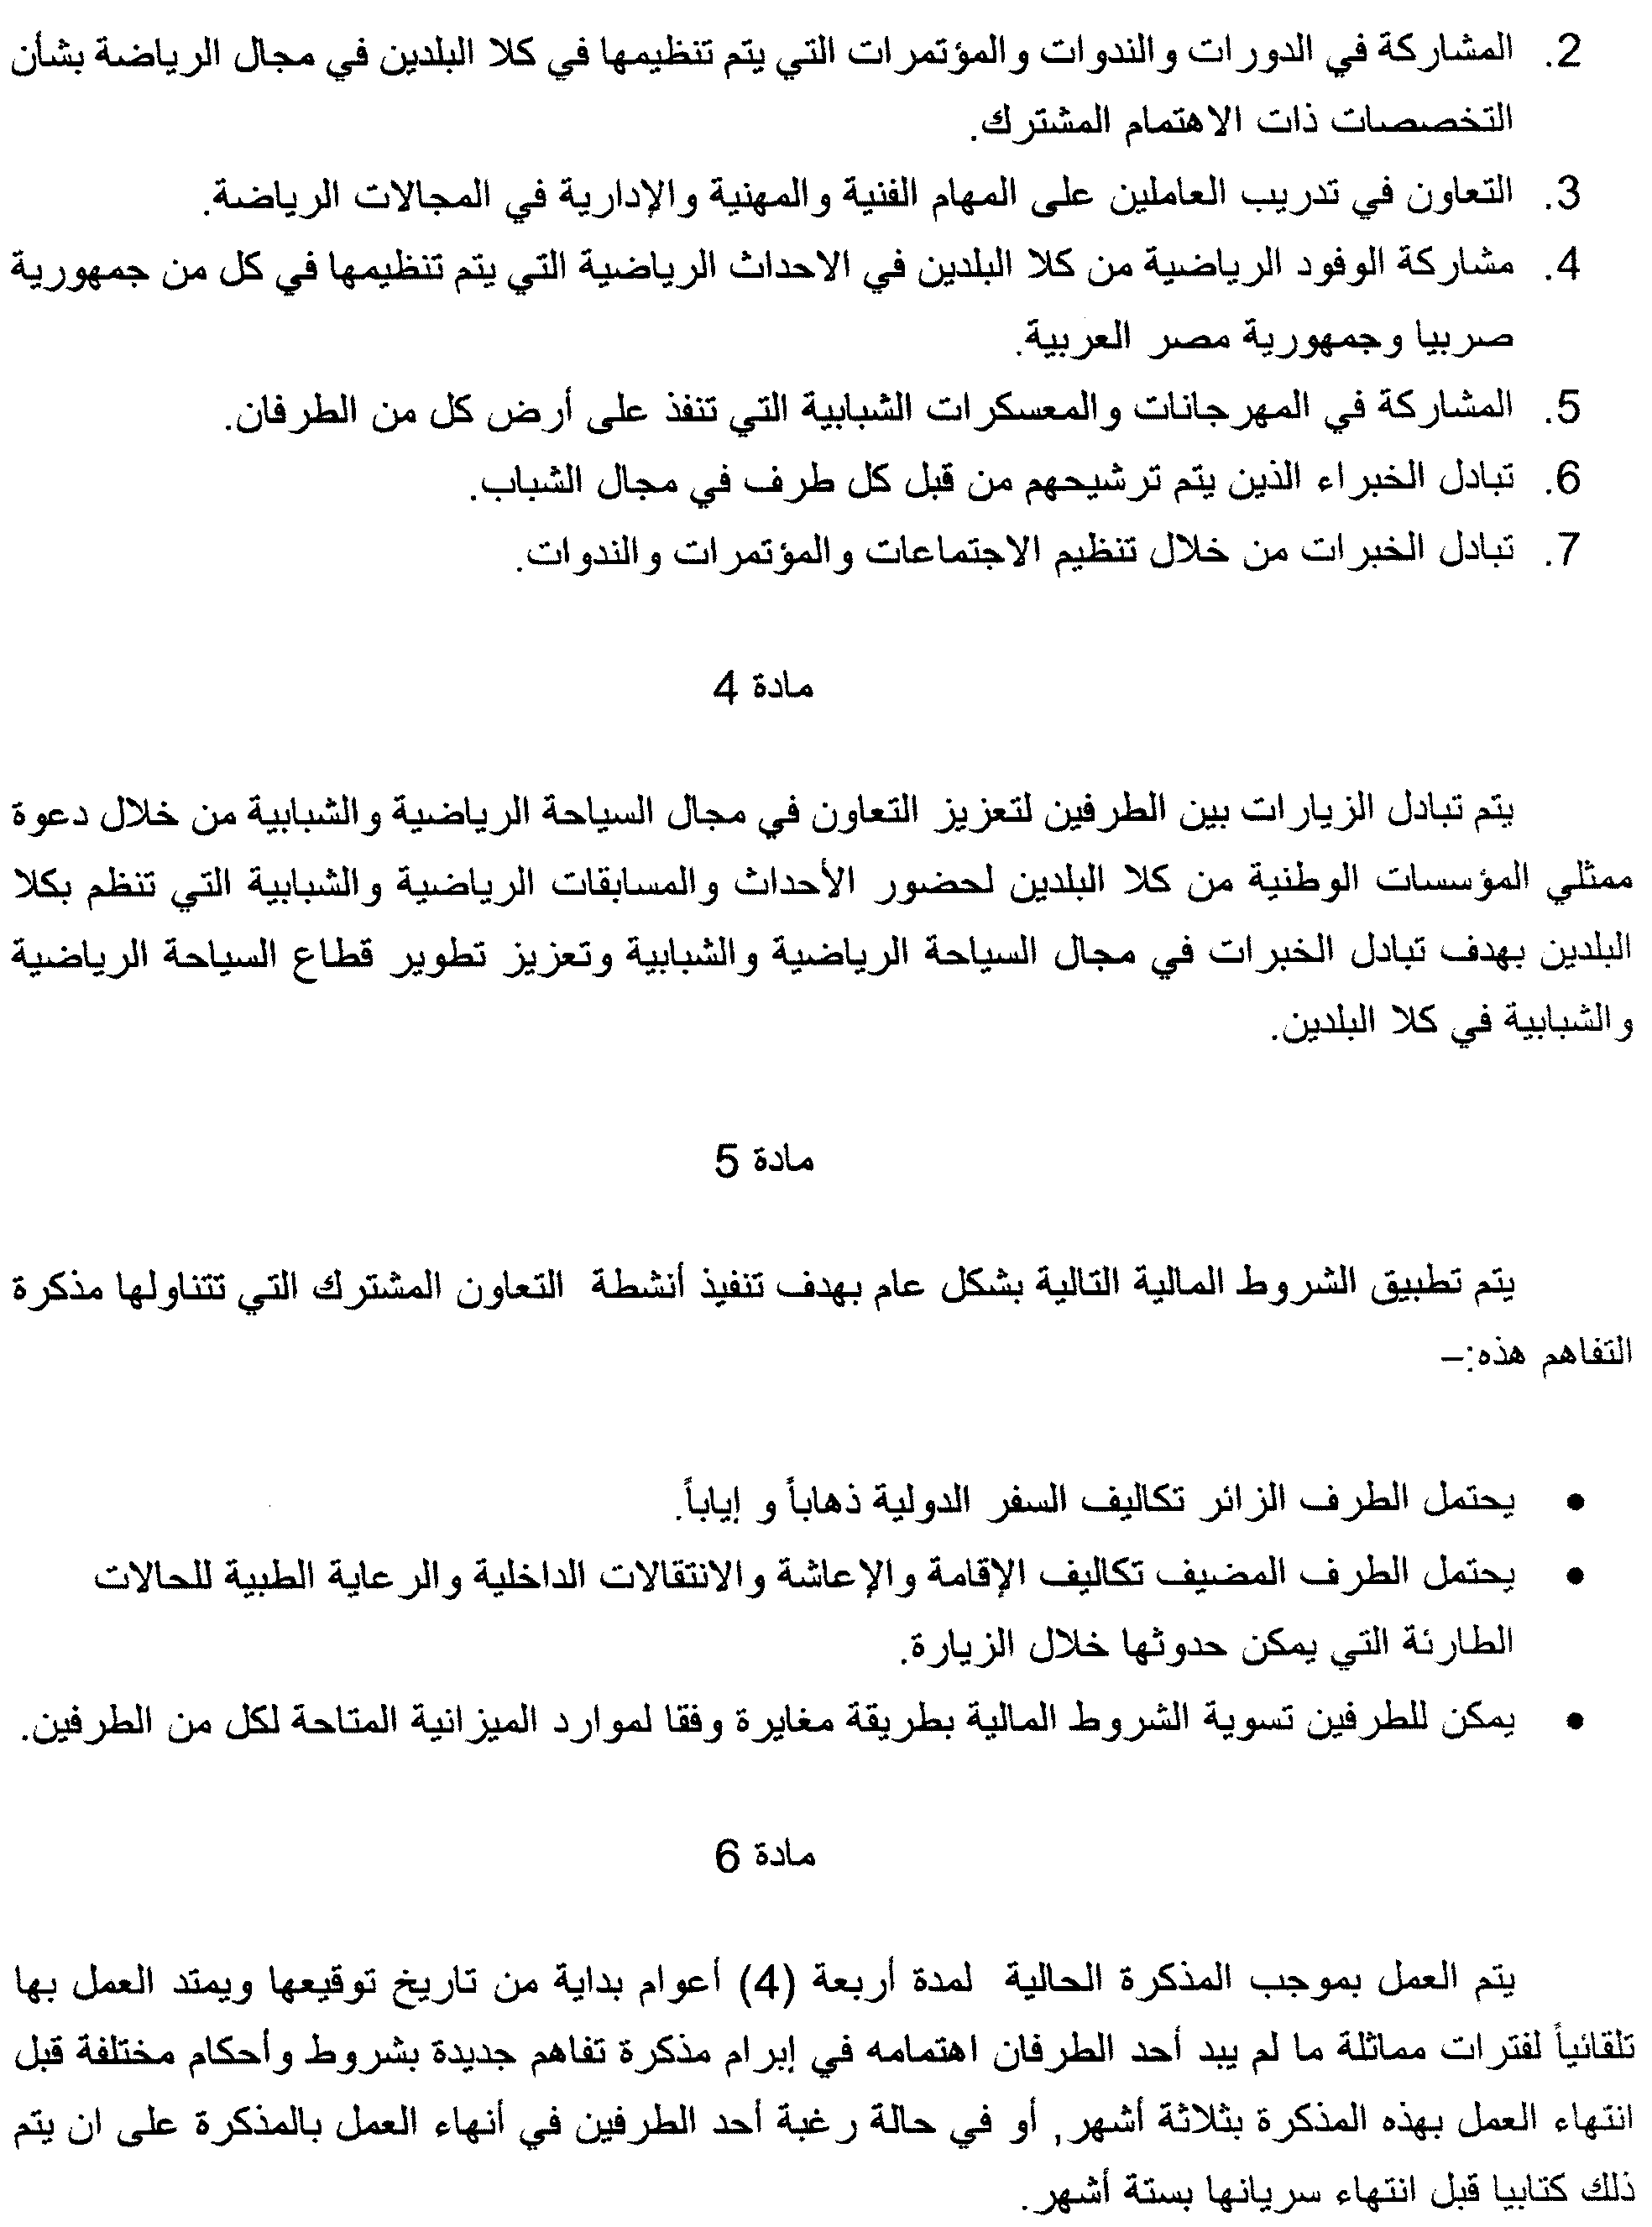 2. المشاركة في الدورات والندوات والمؤتمرات التي يتم تنظيمها في كلا البلدين في مجال الرياضة بشأن
التخصصات ذات الاهتمام المشترك.
3. التعاون في تدريب العاملين على المهام الفنية والمهنية والإدارية في المجالات الرياضة.
4. مشاركة الوفود الرياضية من كلا البلدين في الاحداث الرياضية التي يتم تنظيمها في كل من جمهورية
صربيا وجمهورية مصر العربية.
5. المشاركة في المهرجانات والمعسكرات الشبابية التي تنفذ على أرض كل من الطرفان.
6. تبادل الخبراء الذين يتم ترشيحهم من قبل كل طرف في مجال الشباب.
7. تبادل الخبرات من خلال تنظيم الاجتماعات والمؤتمرات والندوات.
مادة 4
يتم تبادل الزيارات بين الطرفين لتعزيز التعاون في مجال السياحة الرياضية والشبابية من خلال دعوة
ممثلي المؤسسات الوطنية من كلا البلدين لحضور الأحداث والمسابقات الرياضية والشبابية التي تنظم بكلا
البلدين بهدف تبادل الخبرات في مجال السياحة الرياضية والشبابية وتعزيز تطوير قطاع السياحة الرياضية
والشبابية في كلا البلدين.
مادة 5
يتم تطبيق الشروط المالية التالية بشكل عام بهدف تنفيذ أنشطة التعاون المشترك التي تتناولها مذكرة
التفاهم هذه:–
• يحتمل الطرف الزائر تكاليف السفر الدولية ذهاباً و إياباً.
• يحتمل الطرف المضيف تكاليف الإقامة والإعاشة والانتقالات الداخلية والرعاية الطبية للحالات
الطارئة التي يمكن حدوثها خلال الزيارة.
• يمكن للطرفين تسوية الشروط المالية بطريقة مغايرة وفقا لموارد الميزانية المتاحة لكل من الطرفين.
مادة 6
يتم العمل بموجب المذكرة الحالية لمدة أربعة (4) أعوام بداية من تاريخ توقيعها ويمتد العمل بها
تلقائياً لفترات مماثلة ما لم يبد أحد الطرفان اهتمامه في إبرام مذكرة تفاهم جديدة بشروط وأحكام مختلفة قبل
انتهاء العمل بهذه المذكرة بثلاثة أشهر, أو في حالة رغبة أحد الطرفين في أنهاء العمل بالمذكرة على ان يتم
ذلك كتابيا قبل انتهاء سريانها بستة أشهر.